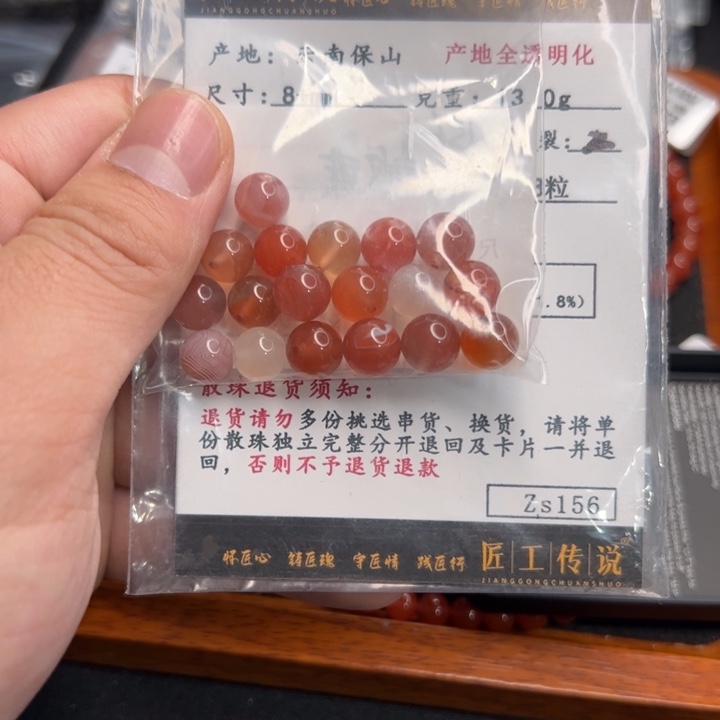 JIANGGONGCHUANSHUO
产地：云南保山 产地全透明化
尺寸：8 克重：13 0g
裂：
粒
.8%)
散珠退货须知：
退货请勿多份挑选串货、换货，请将单
份散珠独立完整分开退回及卡片一并退
回，否则不予退货退款
Zs156
怀匠心 铸匠魂 守匠情 践匠行 匠工传说
JIANGGONGCHUANSHUO